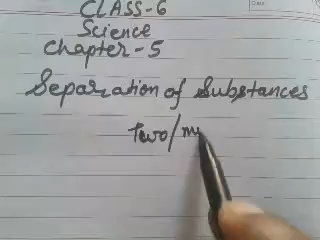 CLASS-6
Science
Chapter-5
Separation of Substances
Two/m